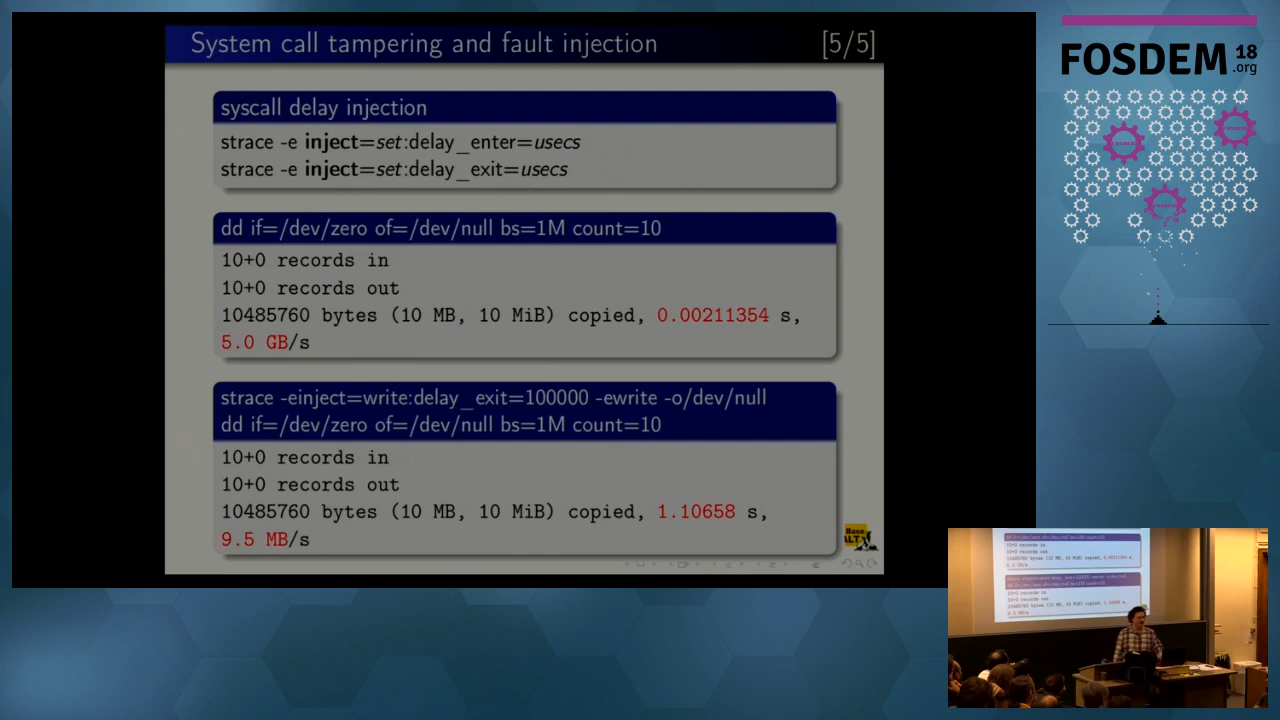 System call tampering and fault injection [5/5]
syscall delay injection
strace -e inject=set:delay_enter=usecs
strace -e inject=set:delay_exit=usecs
dd if=/dev/zero of=/dev/null bs=1M count=10
10+0 records in
10+0 records out
10485760 bytes (10 MB, 10 MiB) copied, 0.00211354 s,
5.0 GB/s
strace -einject=write:delay_exit=100000 -ewrite -o/dev/null
dd if=/dev/zero of=/dev/null bs=1M count=10
10+0 records in
10+0 records out
10485760 bytes (10 MB, 10 MiB) copied, 1.10658 s,
9.5 MB/s
Base
ALT
FOSDEM 18
.org